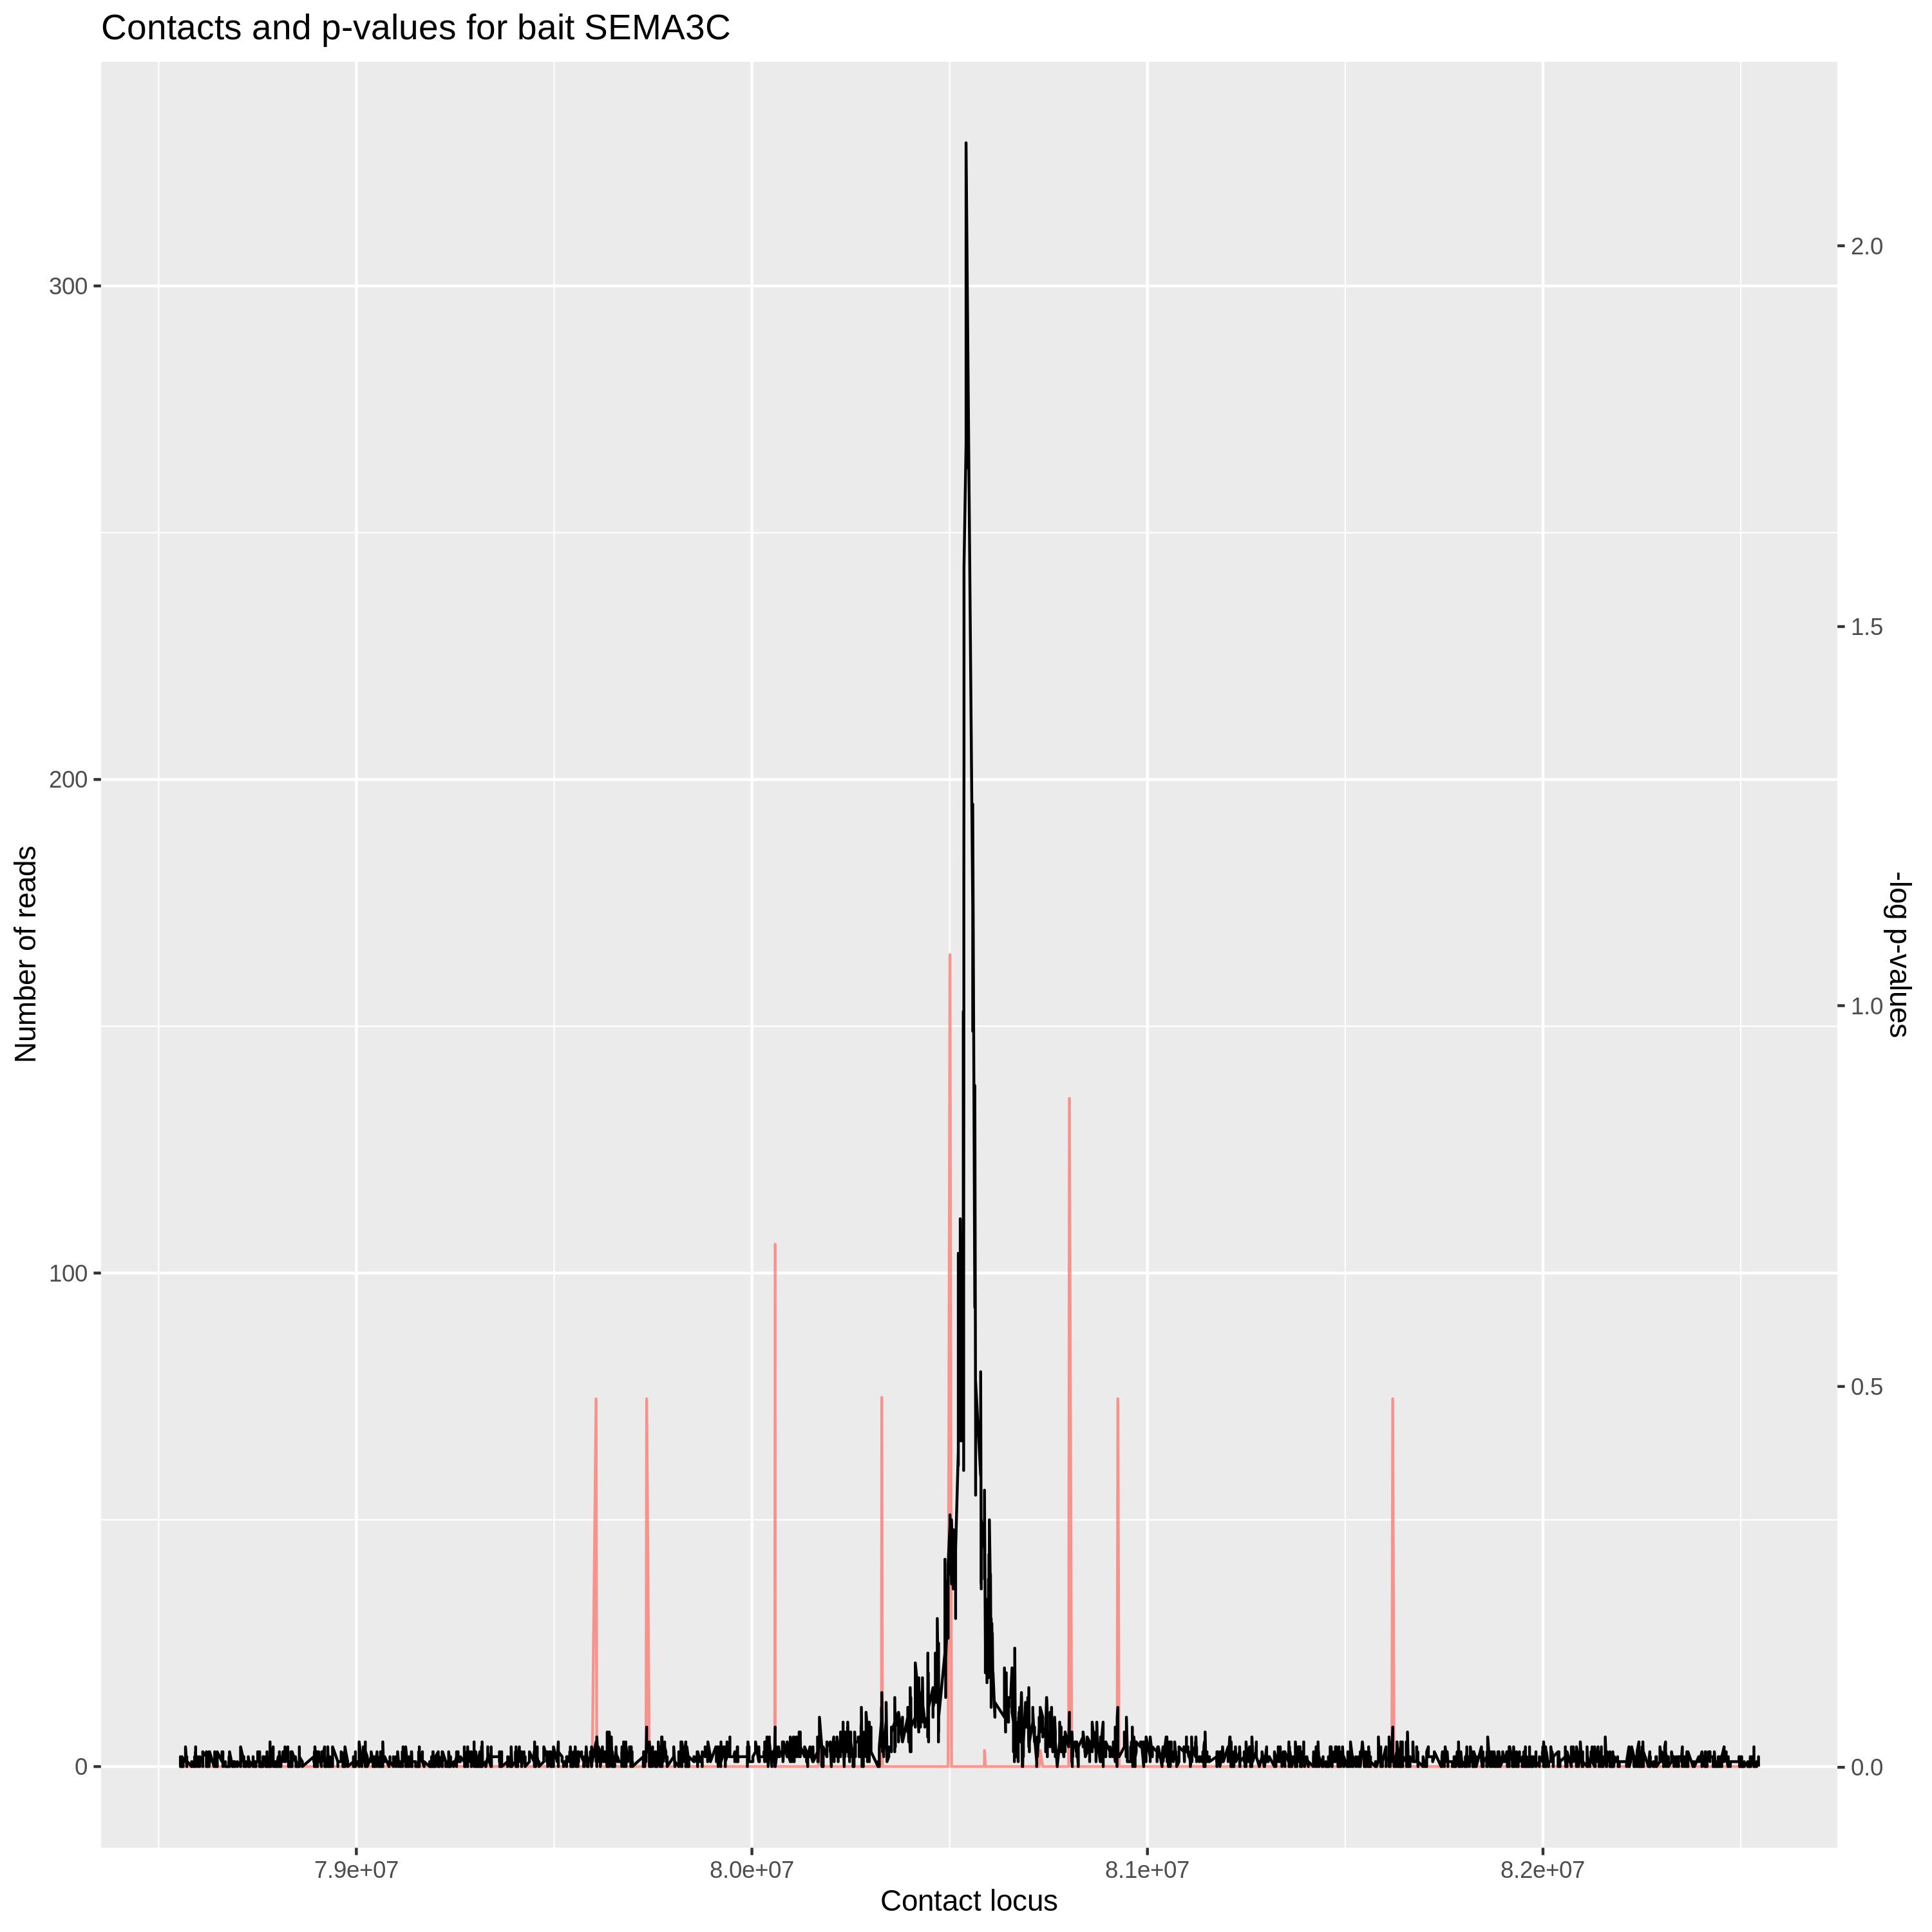 Contacts and p-values for bait SEMA3C
300
200
100
0
Number of reads
2.0
1.5
1.0
0.5
0.0
-log p-values
7.9e+07
8.0e+07
8.1e+07
8.2e+07
Contact locus